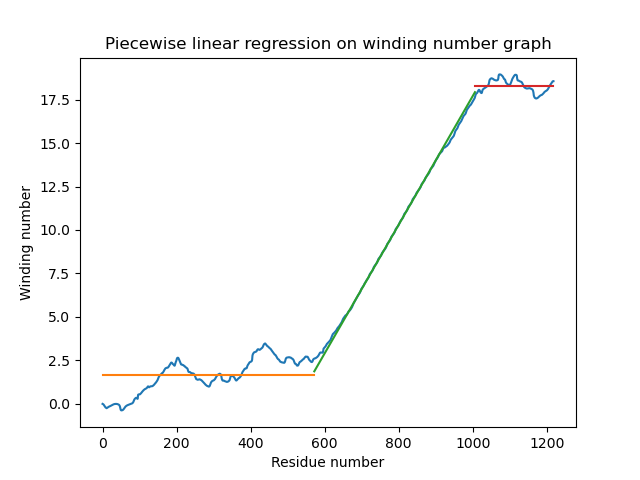 Piecewise linear regression on winding number graph
17.5
15.0
12.5
10.0
7.5
5.0
2.5
0.0
Winding number
0 200 400 600 800 1000 1200
Residue number